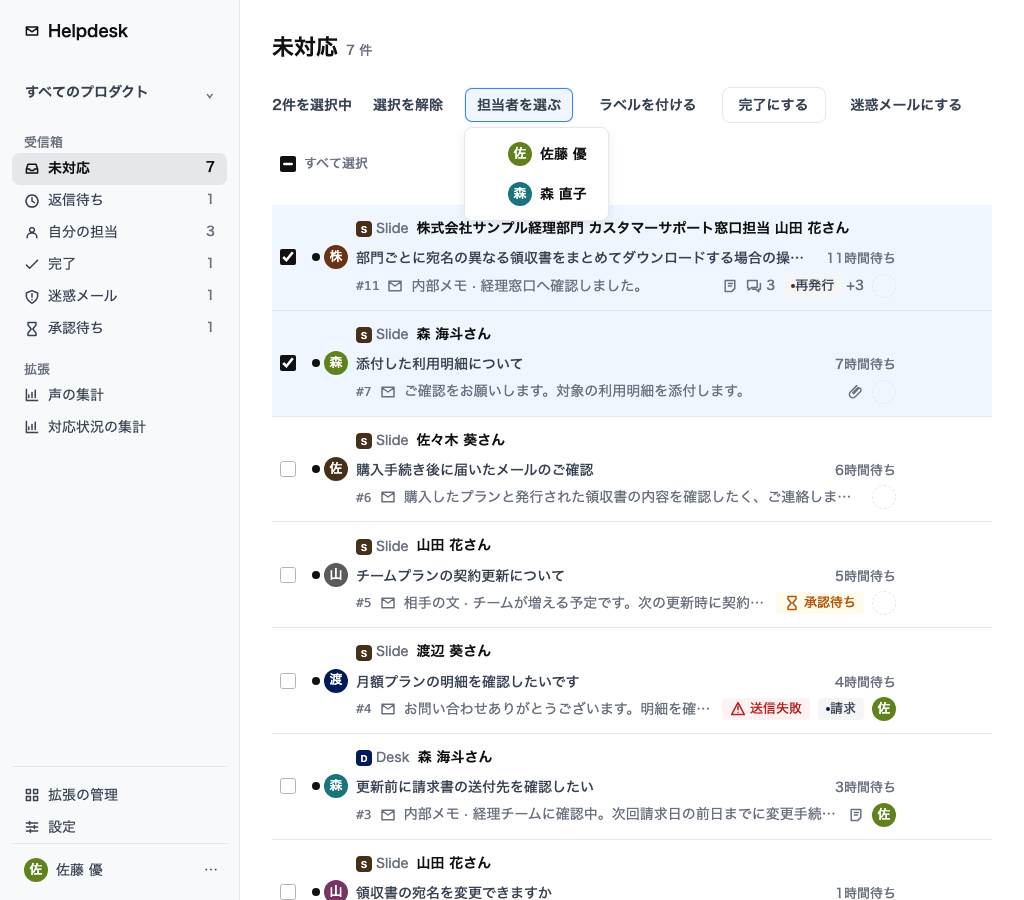 Helpdesk
すべてのプロダクト
受信箱
未対応 7
返信待ち 1
自分の担当 3
完了 1
迷惑メール 1
承認待ち 1
拡張
声の集計
対応状況の集計
拡張の管理
設定
佐 佐藤 優 …
未対応 7 件
2件を選択中 選択を解除 担当者を選ぶ ラベルを付ける 完了にする 迷惑メールにする
佐 佐藤 優
森 森 直子
すべて選択
S Slide 株式会社サンプル経理部門 カスタマーサポート窓口担当 山田 花さん
株 部門ごとに宛名の異なる領収書をまとめてダウンロードする場合の操… 11時間待ち
#11 内部メモ · 経理窓口へ確認しました。 3 •再発行 +3
S Slide 森 海斗さん
森 添付した利用明細について 7時間待ち
#7 ご確認をお願いします。対象の利用明細を添付します。
S Slide 佐々木 葵さん
佐 購入手続き後に届いたメールのご確認 6時間待ち
#6 購入したプランと発行された領収書の内容を確認したく、ご連絡しま…
S Slide 山田 花さん
山 チームプランの契約更新について 5時間待ち
#5 相手の文 · チームが増える予定です。次の更新時に契約… 承認待ち
S Slide 渡辺 葵さん
渡 月額プランの明細を確認したいです 4時間待ち
#4 お問い合わせありがとうございます。明細を確… 送信失敗 •請求 佐
D Desk 森 海斗さん
森 更新前に請求書の送付先を確認したい 3時間待ち
#3 内部メモ · 経理チームに確認中。次回請求日の前日までに変更手続… 佐
S Slide 山田 花さん
山 領収書の宛名を変更できますか 1時間待ち